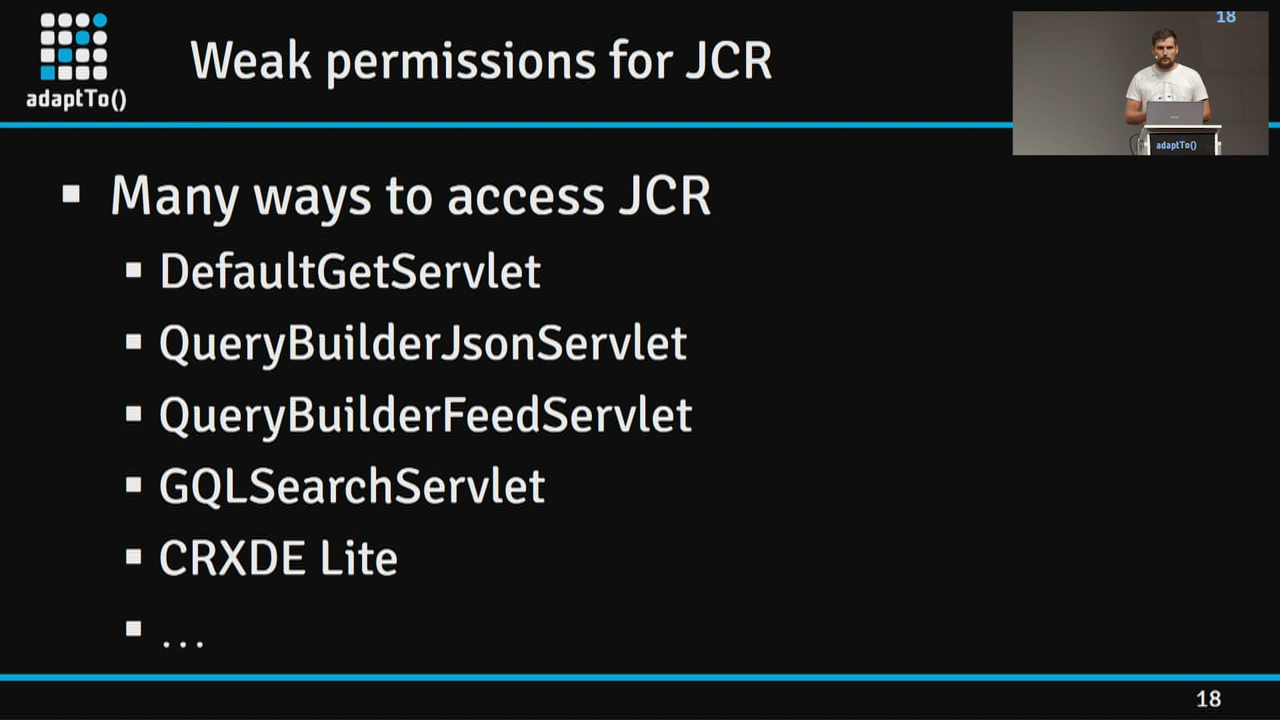 adaptTo()
Weak permissions for JCR
18
adaptTo()
Many ways to access JCR
DefaultGetServlet
QueryBuilderJsonServlet
QueryBuilderFeedServlet
GQLSearchServlet
CRXDE Lite
...
18